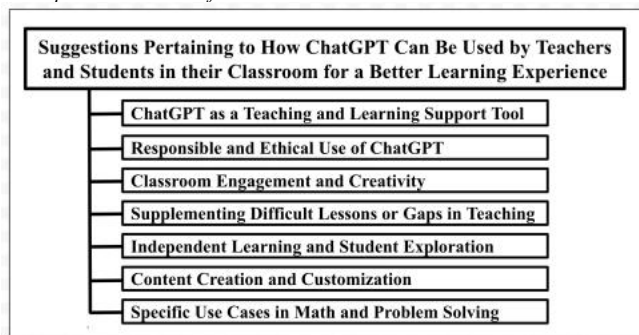 Suggestions Pertaining to How ChatGPT Can Be Used by Teachers
and Students in their Classroom for a Better Learning Experience
ChatGPT as a Teaching and Learning Support Tool
Responsible and Ethical Use of ChatGPT
Classroom Engagement and Creativity
Supplementing Difficult Lessons or Gaps in Teaching
Independent Learning and Student Exploration
Content Creation and Customization
Specific Use Cases in Math and Problem Solving